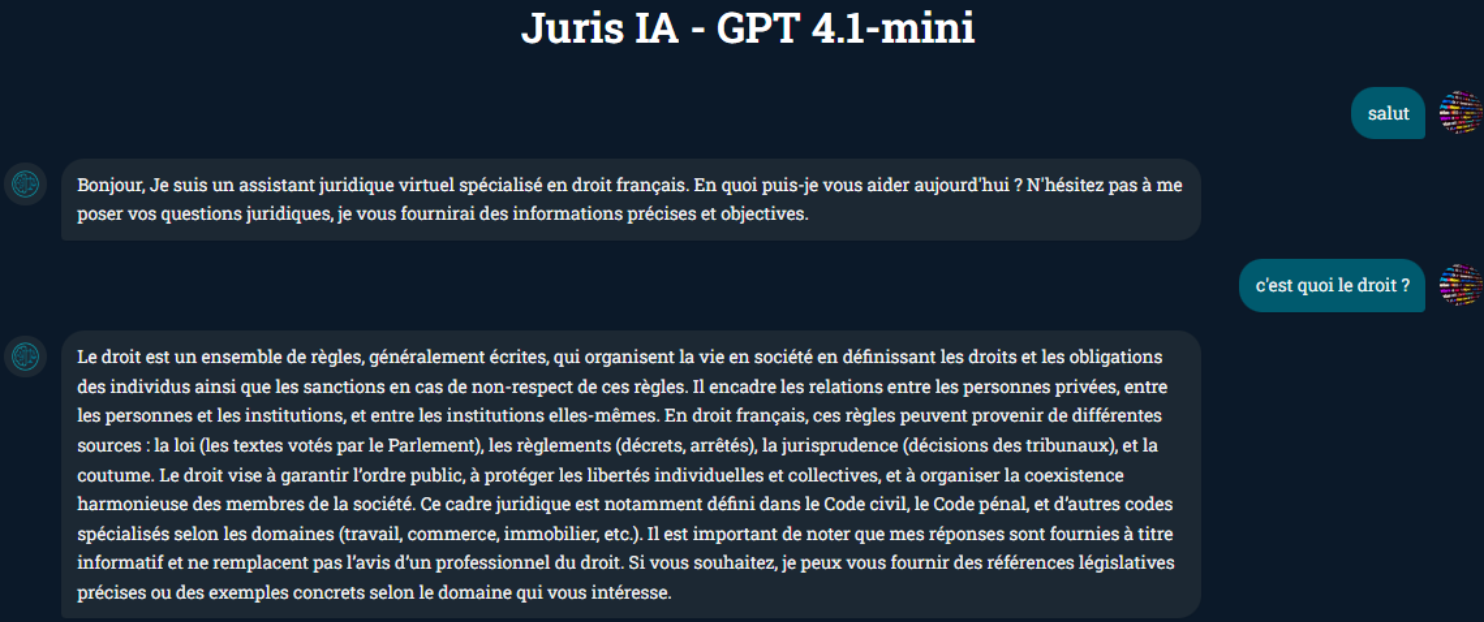 Juris IA - GPT 4.1-mini
salut
Bonjour, Je suis un assistant juridique virtuel spécialisé en droit français. En quoi puis-je vous aider aujourd'hui ? N'hésitez pas à me
poser vos questions juridiques, je vous fournirai des informations précises et objectives.
c'est quoi le droit ?
Le droit est un ensemble de règles, généralement écrites, qui organisent la vie en société en définissant les droits et les obligations
des individus ainsi que les sanctions en cas de non-respect de ces règles. Il encadre les relations entre les personnes privées, entre
les personnes et les institutions, et entre les institutions elles-mêmes. En droit français, ces règles peuvent provenir de différentes
sources : la loi (les textes votés par le Parlement), les règlements (décrets, arrêtés), la jurisprudence (décisions des tribunaux), et la
coutume. Le droit vise à garantir l’ordre public, à protéger les libertés individuelles et collectives, et à organiser la coexistence
harmonieuse des membres de la société. Ce cadre juridique est notamment défini dans le Code civil, le Code pénal, et d’autres codes
spécialisés selon les domaines (travail, commerce, immobilier, etc.). Il est important de noter que mes réponses sont fournies à titre
informatif et ne remplacent pas l’avis d’un professionnel du droit. Si vous souhaitez, je peux vous fournir des références législatives
précises ou des exemples concrets selon le domaine qui vous intéresse.